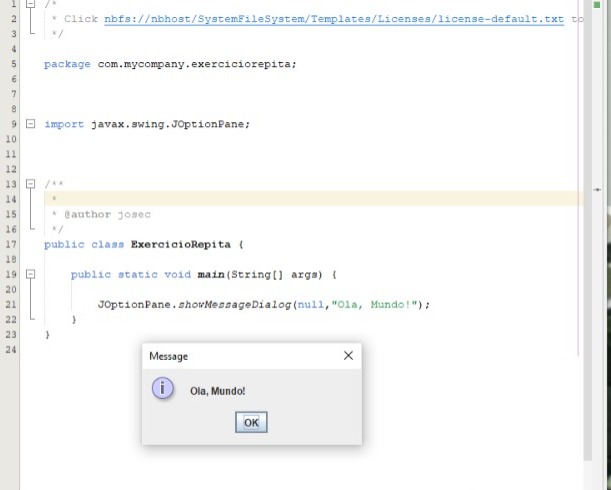 1 /*
2 * Click nbfs://nbhost/SystemFileSystem/Templates/Licenses/license-default.txt to
3 */
4
5 package com.mycompany.exerciciorepita;
6
7
8
9 import javax.swing.JOptionPane;
10
11
12
13 /**
14 *
15 * @author josec
16 */
17 public class ExercicioRepita {
18
19 public static void main(String[] args) {
20
21 JOptionPane.showMessageDialog(null,"Ola, Mundo!");
22 }
23 }
24
Message
Ola, Mundo!
OK